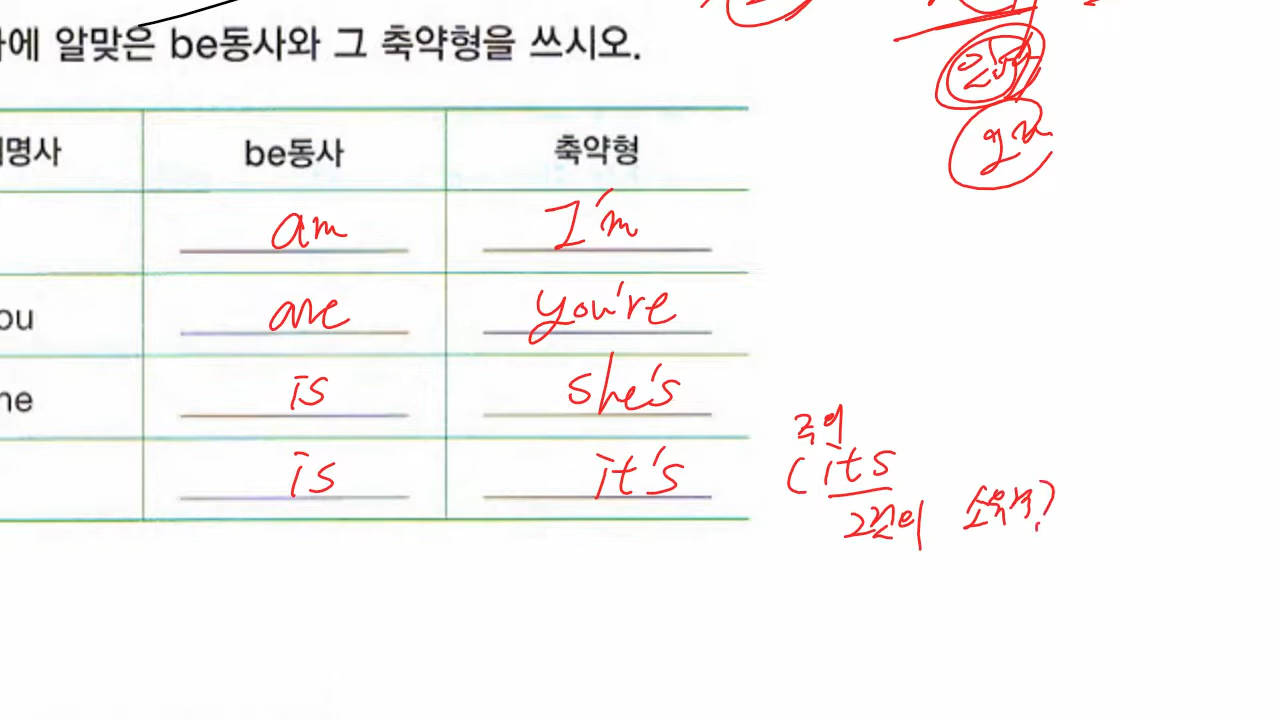 에 알맞은 be동사와 그 축약형을 쓰시오.
명사 be동사 축약형
am I'm
ou are you're
he is she's
is it's
주의
(its
그것의 소유격)